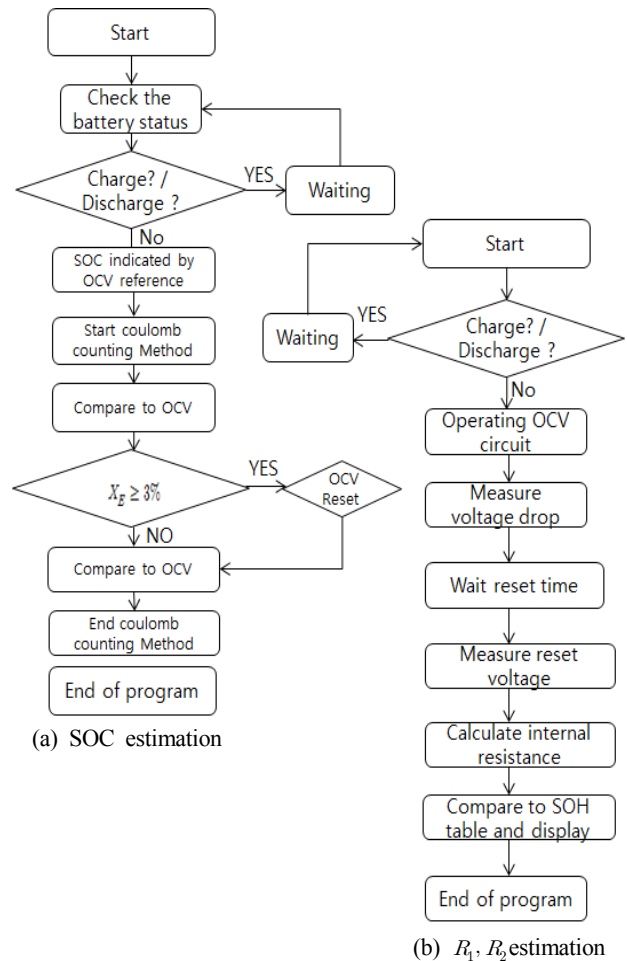 Start
Check the
battery status
Charge? /
Discharge ?
YES
Waiting
No
SOC indicated by
OCV reference
Start coulomb
counting Method
Compare to OCV
X_E ≥ 3%
YES
OCV
Reset
NO
Compare to OCV
End coulomb
counting Method
End of program
(a) SOC estimation
Start
Charge? /
Discharge ?
YES
Waiting
No
Operating OCV
circuit
Measure
voltage drop
Wait reset time
Measure reset
voltage
Calculate internal
resistance
Compare to SOH
table and display
End of program
(b) R₁, R₂ estimation